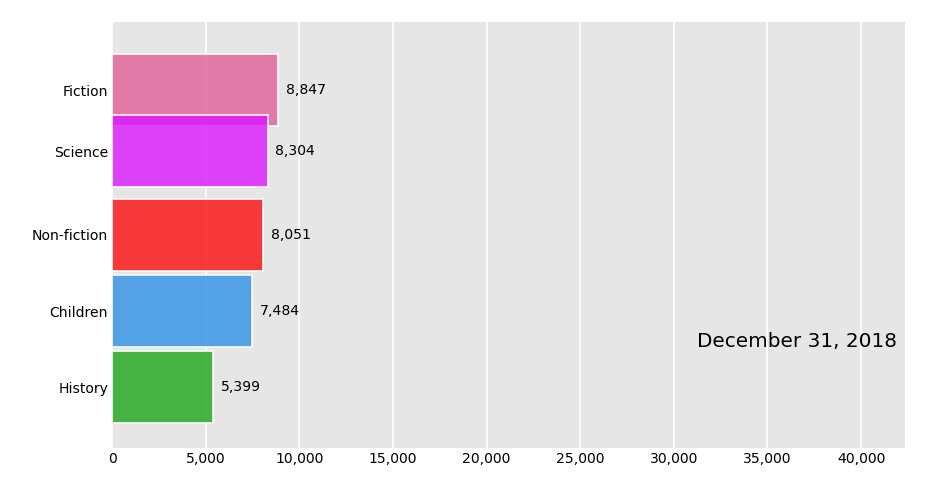 Fiction 8,847
Science 8,304
Non-fiction 8,051
Children 7,484
December 31, 2018
History 5,399
0 5,000 10,000 15,000 20,000 25,000 30,000 35,000 40,000